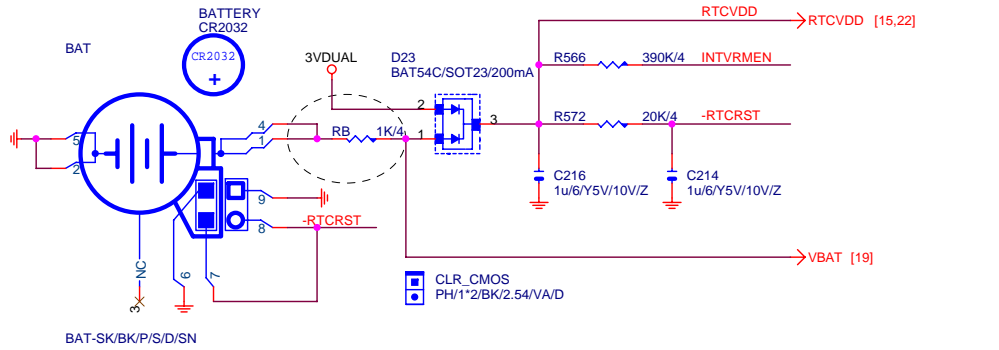 BATTERY
CR2032
RTCVDD
RTCVDD [15,22]
BAT
CR2032
+
3VDUAL
D23
BAT54C/SOT23/200mA
R566
390K/4
INTVRMEN
2
3
R572
20K/4
-RTCRST
4
1
RB
1K/4
1
5
2
C216
1u/6/Y5V/10V/Z
C214
1u/6/Y5V/10V/Z
9
8
-RTCRST
VBAT [19]
NC
6
7
3
CLR_CMOS
PH/1*2/BK/2.54/VA/D
BAT-SK/BK/P/S/D/SN